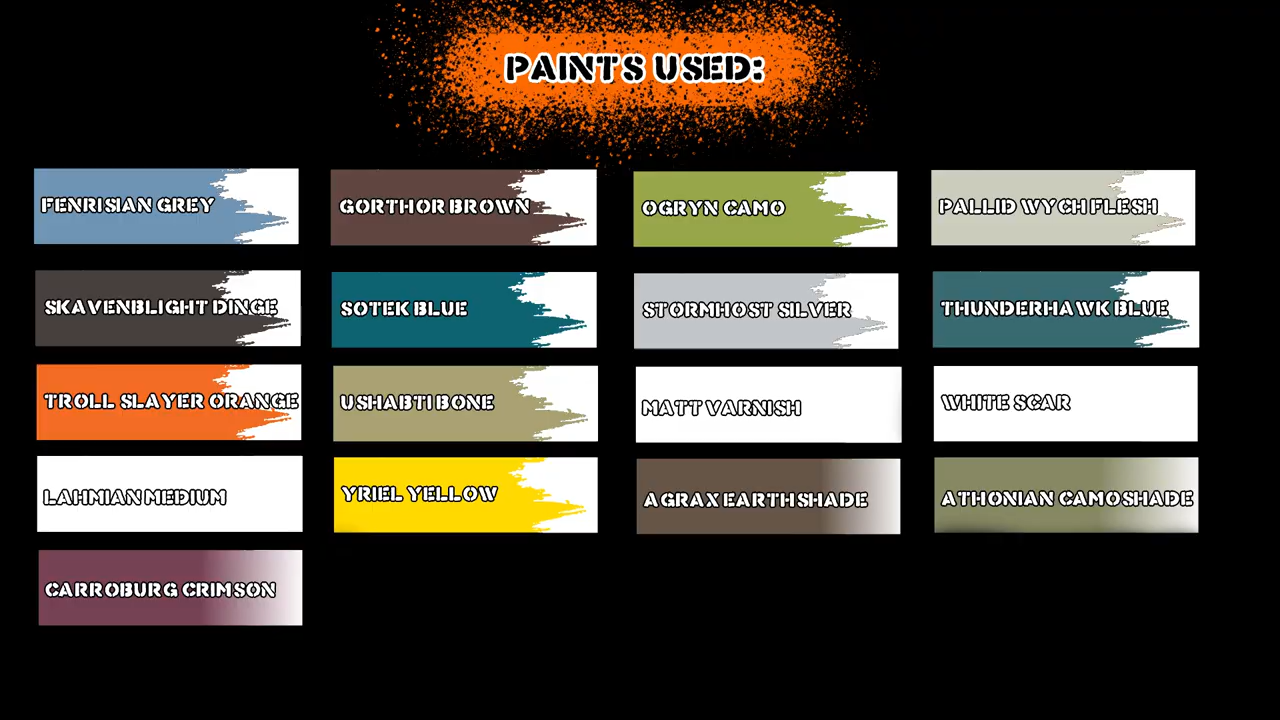 PAINTS USED:
FENRISIAN GREY
GORTHOR BROWN
OGRYN CAMO
PALLID WYCH FLESH
SKAVENBLIGHT DINGE
SOTEK BLUE
STORMHOST SILVER
THUNDERHAWK BLUE
TROLL SLAYER ORANGE
USHABTI BONE
MATT VARNISH
WHITE SCAR
LAHMIAN MEDIUM
YRIEL YELLOW
AGRAX EARTHSHADE
ATHONIAN CAMOSHADE
CARROBURG CRIMSON